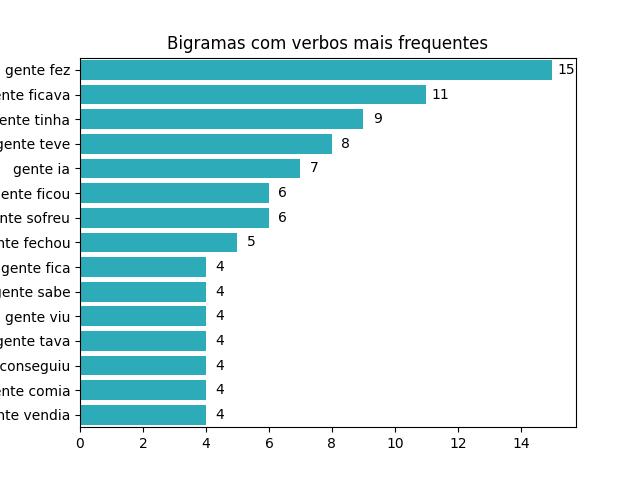 Bigramas com verbos mais frequentes
gente fez 15
ente ficava 11
ente tinha 9
gente teve 8
gente ia 7
ente ficou 6
nte sofreu 6
nte fechou 5
gente fica 4
gente sabe 4
gente viu 4
gente tava 4
conseguiu 4
ente comia 4
nte vendia 4
0 2 4 6 8 10 12 14